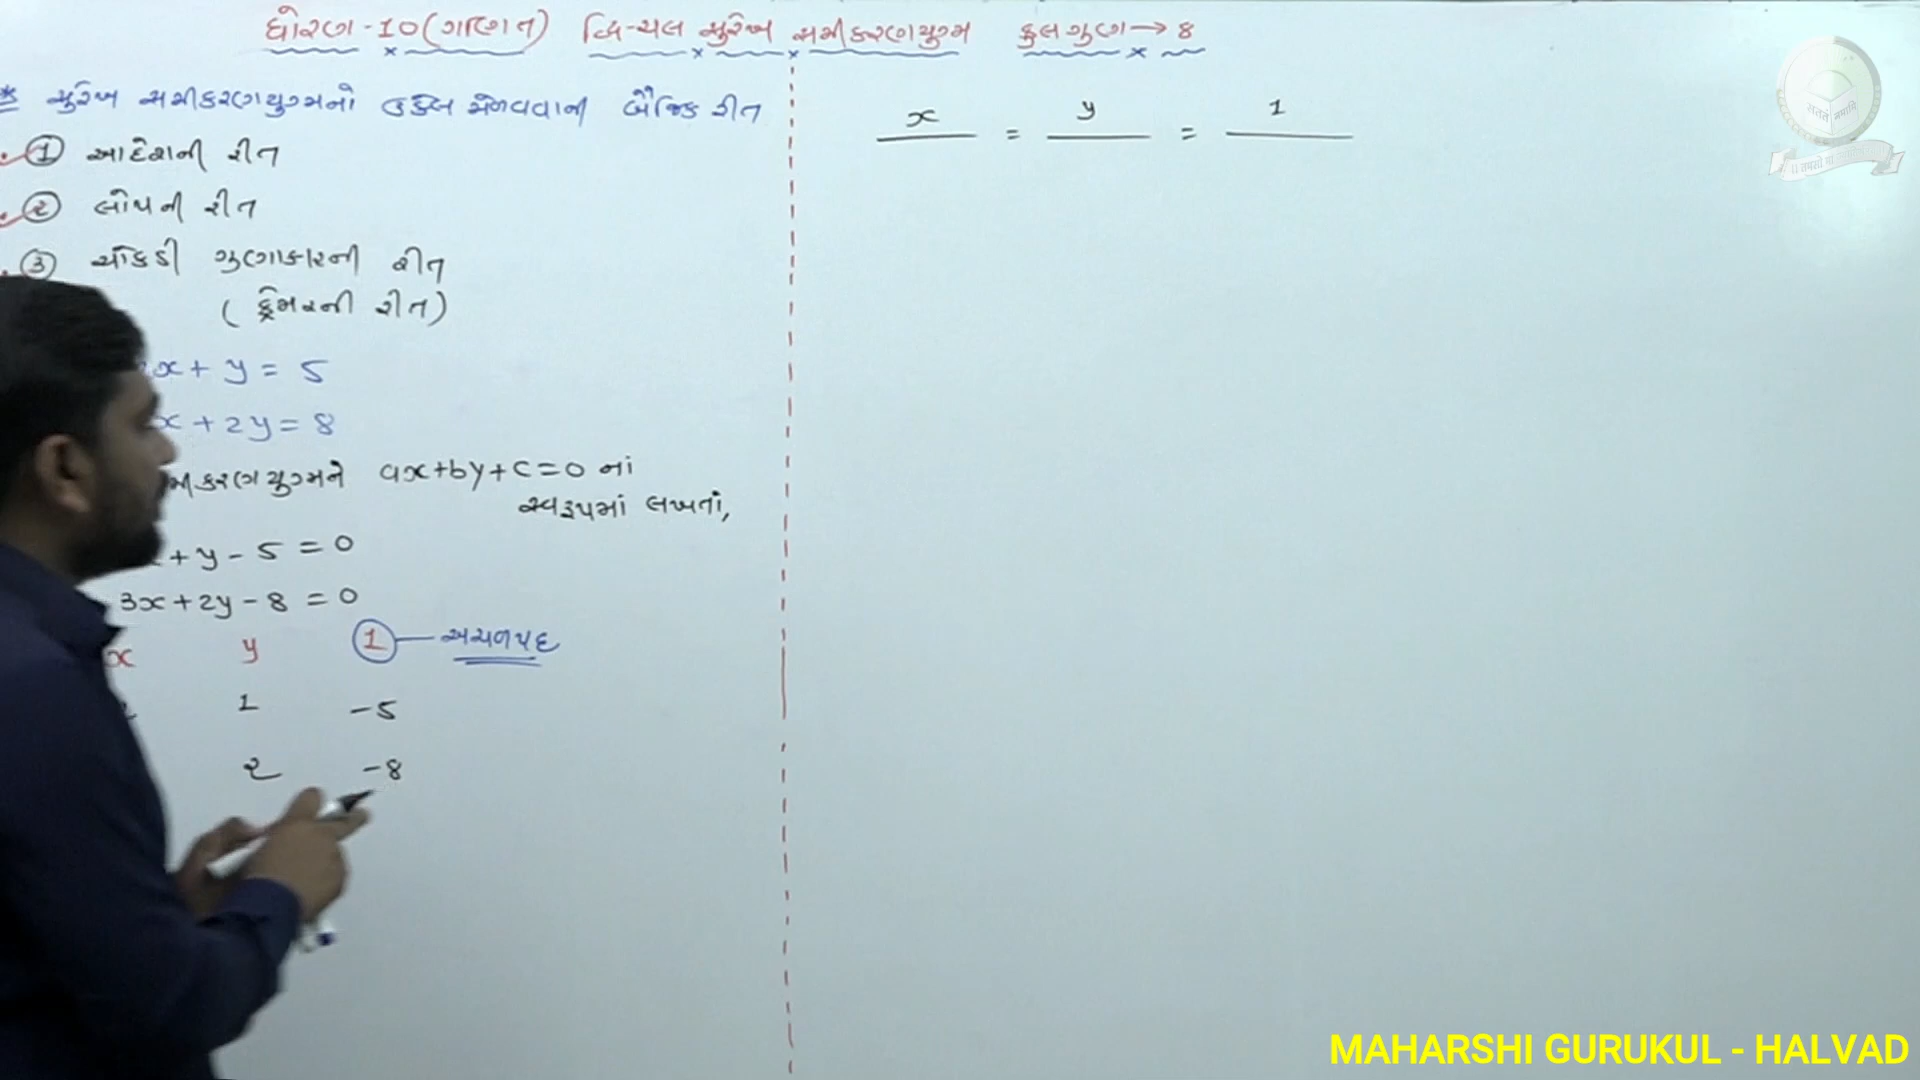 ધોરણ -10 (ગણિત) દ્વિ-ચલ સુરેખ સમીકરણયુગ્મ કુલ ગુણ → 8
* સુરેખ સમીકરણયુગ્મનો ઉકેલ મેળવવાની બૈજિક રીત
① આદેશની રીત
② લોપની રીત
③ ચોકડી ગુણાકારની રીત
(ક્રેમરની રીત)
x + y = 5
x + 2y = 8
મીકરણયુગ્મને ax+by+c=0 નાં
સ્વરૂપમાં લખતાં,
+ y - 5 = 0
3x + 2y - 8 = 0
x y 1 — અચળપદ
1 -5
2 -8
x = y = 1
MAHARSHI GURUKUL - HALVAD